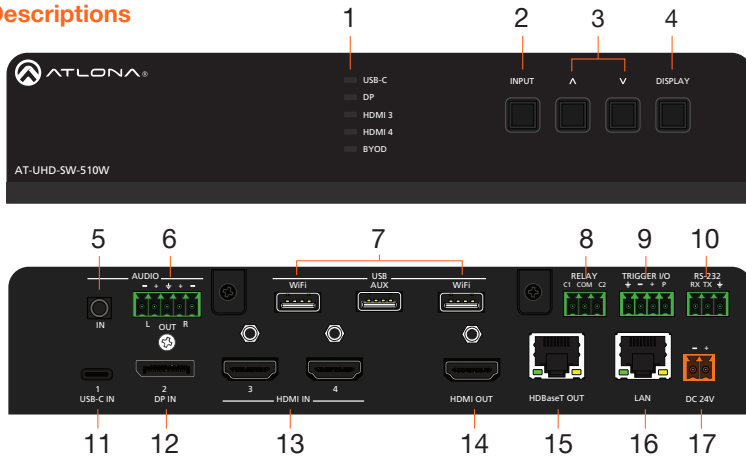 Descriptions
1 2 3 4
ATLONA®
USB-C
DP
HDMI 3
HDMI 4
BYOD
INPUT ∧ ∨ DISPLAY
AT-UHD-SW-510W
5 6 7 8 9 10
AUDIO
IN
− + ⏚ + −
L OUT R
USB
WiFi AUX WiFi
RELAY
C1 COM C2
TRIGGER I/O
⏚ − + P
RS-232
RX TX ⏚
1
USB-C IN
2
DP IN
3 4
HDMI IN
HDMI OUT
HDBaseT OUT
LAN
− +
DC 24V
11 12 13 14 15 16 17